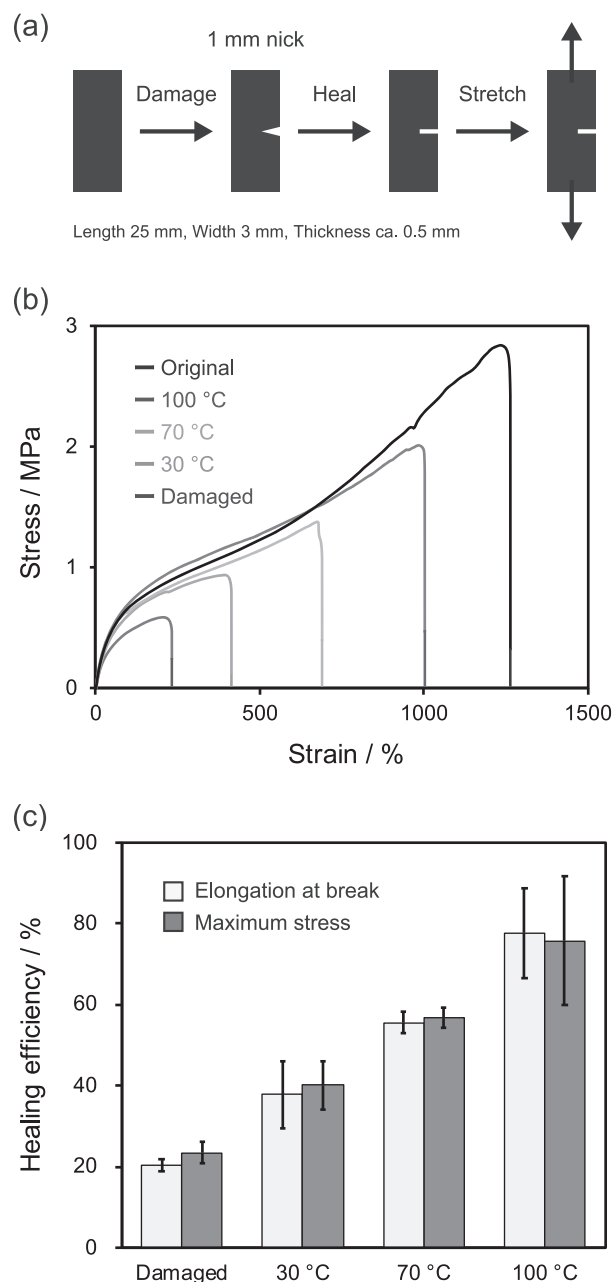 (a)
1 mm nick
Damage
Heal
Stretch
Length 25 mm, Width 3 mm, Thickness ca. 0.5 mm
(b)
3
2
1
0
Stress / MPa
Original
100 °C
70 °C
30 °C
Damaged
0
500
1000
1500
Strain / %
(c)
100
80
60
40
20
0
Healing efficiency / %
Elongation at break
Maximum stress
Damaged
30 °C
70 °C
100 °C